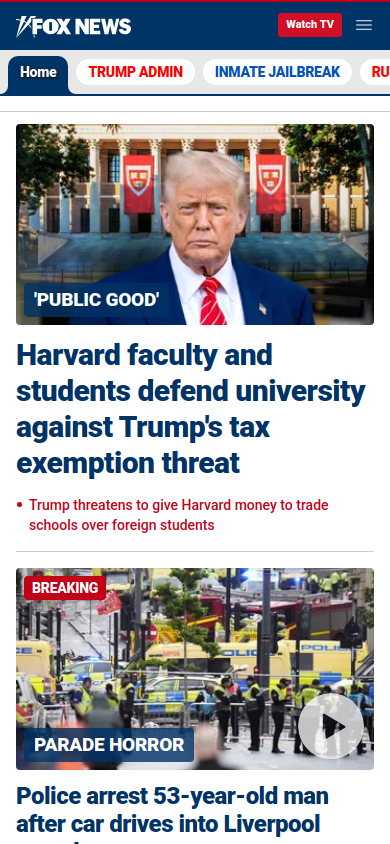 FOX NEWS
Watch TV
Home
TRUMP ADMIN
INMATE JAILBREAK
RU
'PUBLIC GOOD'
Harvard faculty and
students defend university
against Trump's tax
exemption threat
Trump threatens to give Harvard money to trade
schools over foreign students
BREAKING
POLICE
PARADE HORROR
Police arrest 53-year-old man
after car drives into Liverpool